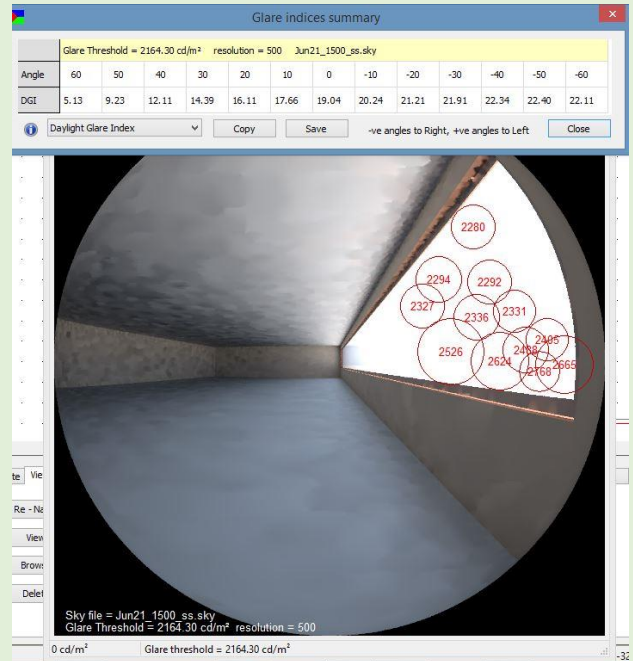 Glare indices summary
Glare Threshold = 2164.30 cd/m² resolution = 500 Jun21_1500_ss.sky
Angle 60 50 40 30 20 10 0 -10 -20 -30 -40 -50 -60
DGI 5.13 9.23 12.11 14.39 16.11 17.66 19.04 20.24 21.21 21.91 22.34 22.40 22.11
Daylight Glare Index Copy Save -ve angles to Right, +ve angles to Left Close
2280
2294 2292
2327 2336 2331
2526 2624 2405
2768 2665
te Vie
Re - Na
View
Brows
Delet
Sky file = Jun21_1500_ss.sky
Glare Threshold = 2164.30 cd/m² resolution = 500
0 cd/m² Glare threshold = 2164.30 cd/m²
-32